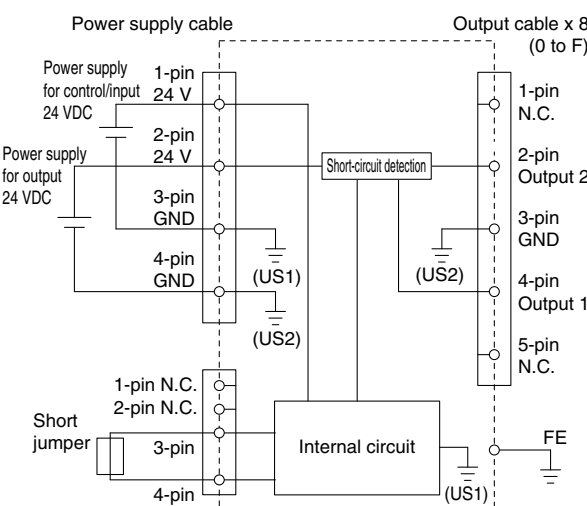 Power supply cable
Output cable x 8
(0 to F)
Power supply
for control/input
24 VDC
1-pin
24 V
2-pin
24 V
Power supply
for output
24 VDC
3-pin
GND
4-pin
GND
Short-circuit detection
(US1)
(US2)
(US2)
1-pin
N.C.
2-pin
Output 2
3-pin
GND
4-pin
Output 1
5-pin
N.C.
1-pin N.C.
2-pin N.C.
Short
jumper
3-pin
4-pin
Internal circuit
(US1)
FE